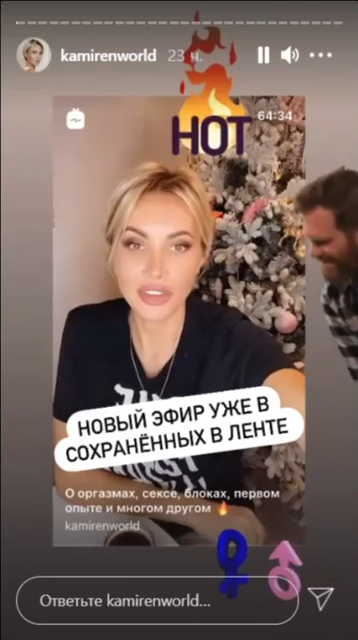 kamirenworld 23 ч.
HOT
64:34
НОВЫЙ ЭФИР УЖЕ В
СОХРАНЁННЫХ В ЛЕНТЕ
О оргазмах, сексе, блоках, первом
опыте и многом другом
kamirenworld
Ответьте kamirenworld...